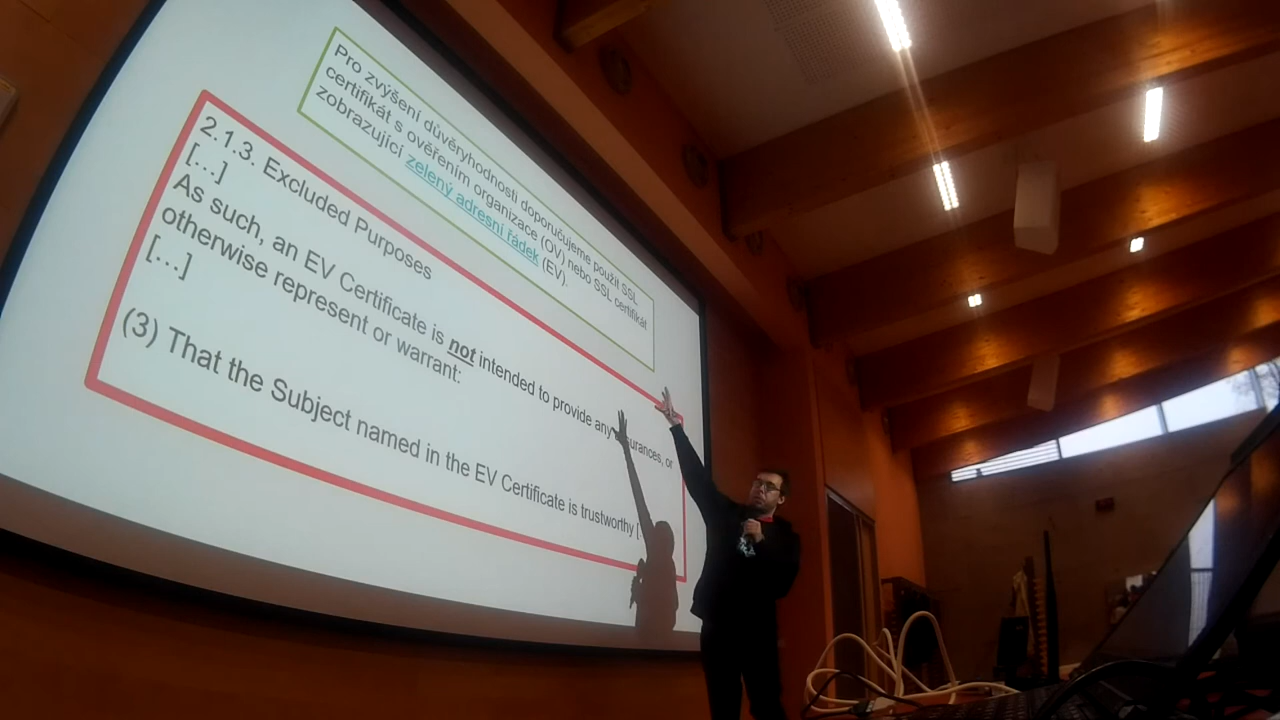 Pro zvýšení důvěryhodnosti doporučujeme použít SSL
certifikát s ověřením organizace (OV) nebo SSL certifikát
zobrazující zelený adresní řádek (EV).
2.1.3. Excluded Purposes
[...]
As such, an EV Certificate is not intended to provide any or
otherwise represent or warrant:
[...]
(3) That the Subject named in the EV Certificate is trustworthy [